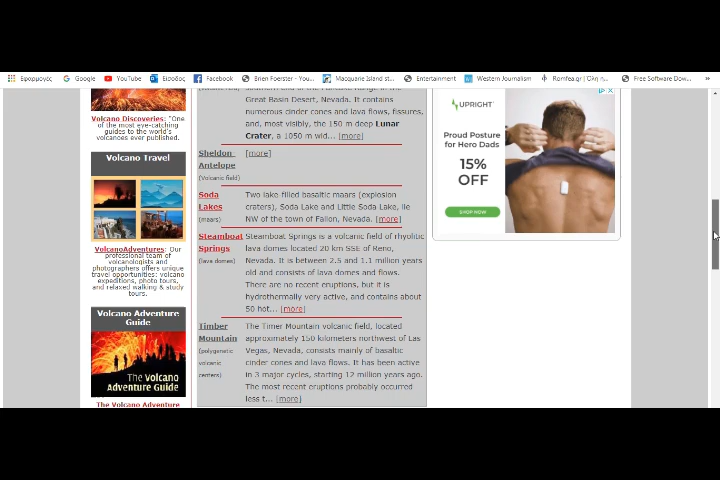 Εφαρμογές
Google
YouTube
Είσοδος
Facebook
Brien Foerster - You...
Macquarie Island st...
Entertainment
Western Journalism
Romfea.gr | Όλη η...
Free Software Dow...
»
Great Basin Desert, Nevada. It contains
numerous cinder cones and lava flows, fissures,
and, most visibly, the 150 m deep Lunar
Crater, a 1050 m wid... [more]
Sheldon
Antelope
(Volcanic field)
[more]
Soda
Lakes
(maars)
Two lake-filled basaltic maars (explosion
craters), Soda Lake and Little Soda Lake, lie
NW of the town of Fallon, Nevada. [more]
Steamboat
Springs
(lava domes)
Steamboat Springs is a volcanic field of rhyolitic
lava domes located 20 km SSE of Reno,
Nevada. It is between 2.5 and 1.1 million years
old and consists of lava domes and flows.
There are no recent eruptions, but it is
hydrothermally very active, and contains about
50 hot... [more]
Timber
Mountain
(polygenetic
volcanic
centers)
The Timer Mountain volcanic field, located
approximately 150 kilometers northwest of Las
Vegas, Nevada, consists mainly of basaltic
cinder cones and lava flows. It has been active
in 3 major cycles, starting 12 million years ago.
The most recent eruptions probably occurred
less t... [more]
Volcano Discoveries: "One
of the most eye-catching
guides to the world's
volcanoes ever published.
Volcano Travel
VolcanoAdventures: Our
professional team of
volcanologists and
photographers offers unique
travel opportunities: volcano
expeditions, photo tours,
and relaxed walking & study
tours.
Volcano Adventure
Guide
The Volcano
Adventure Guide
The Volcano Adventure
UPRIGHT
Proud Posture
for Hero Dads
15%
OFF
SHOP NOW